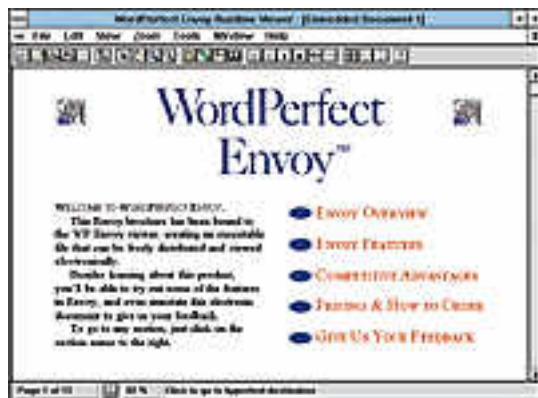 WordPerfect Envoy Runtime Viewer - [Embedded Document 1]
File Edit View Zoom Tools Window Help
WordPerfect
Envoy™
WELCOME TO WORDPERFECT ENVOY.
This Envoy brochure has been bound to
the WP Envoy viewer, creating an executable
file that can be freely distributed and viewed
electronically.
Besides learning about this product,
you'll be able to try out some of the features
in Envoy, and even annotate this electronic
document to give us your feedback.
To go to any section, just click on the
section name to the right.
ENVOY OVERVIEW
ENVOY FEATURES
COMPETITIVE ADVANTAGES
PRICING & HOW TO ORDER
GIVE US YOUR FEEDBACK
Page 1 of 11 % Click to go to hypertext destination